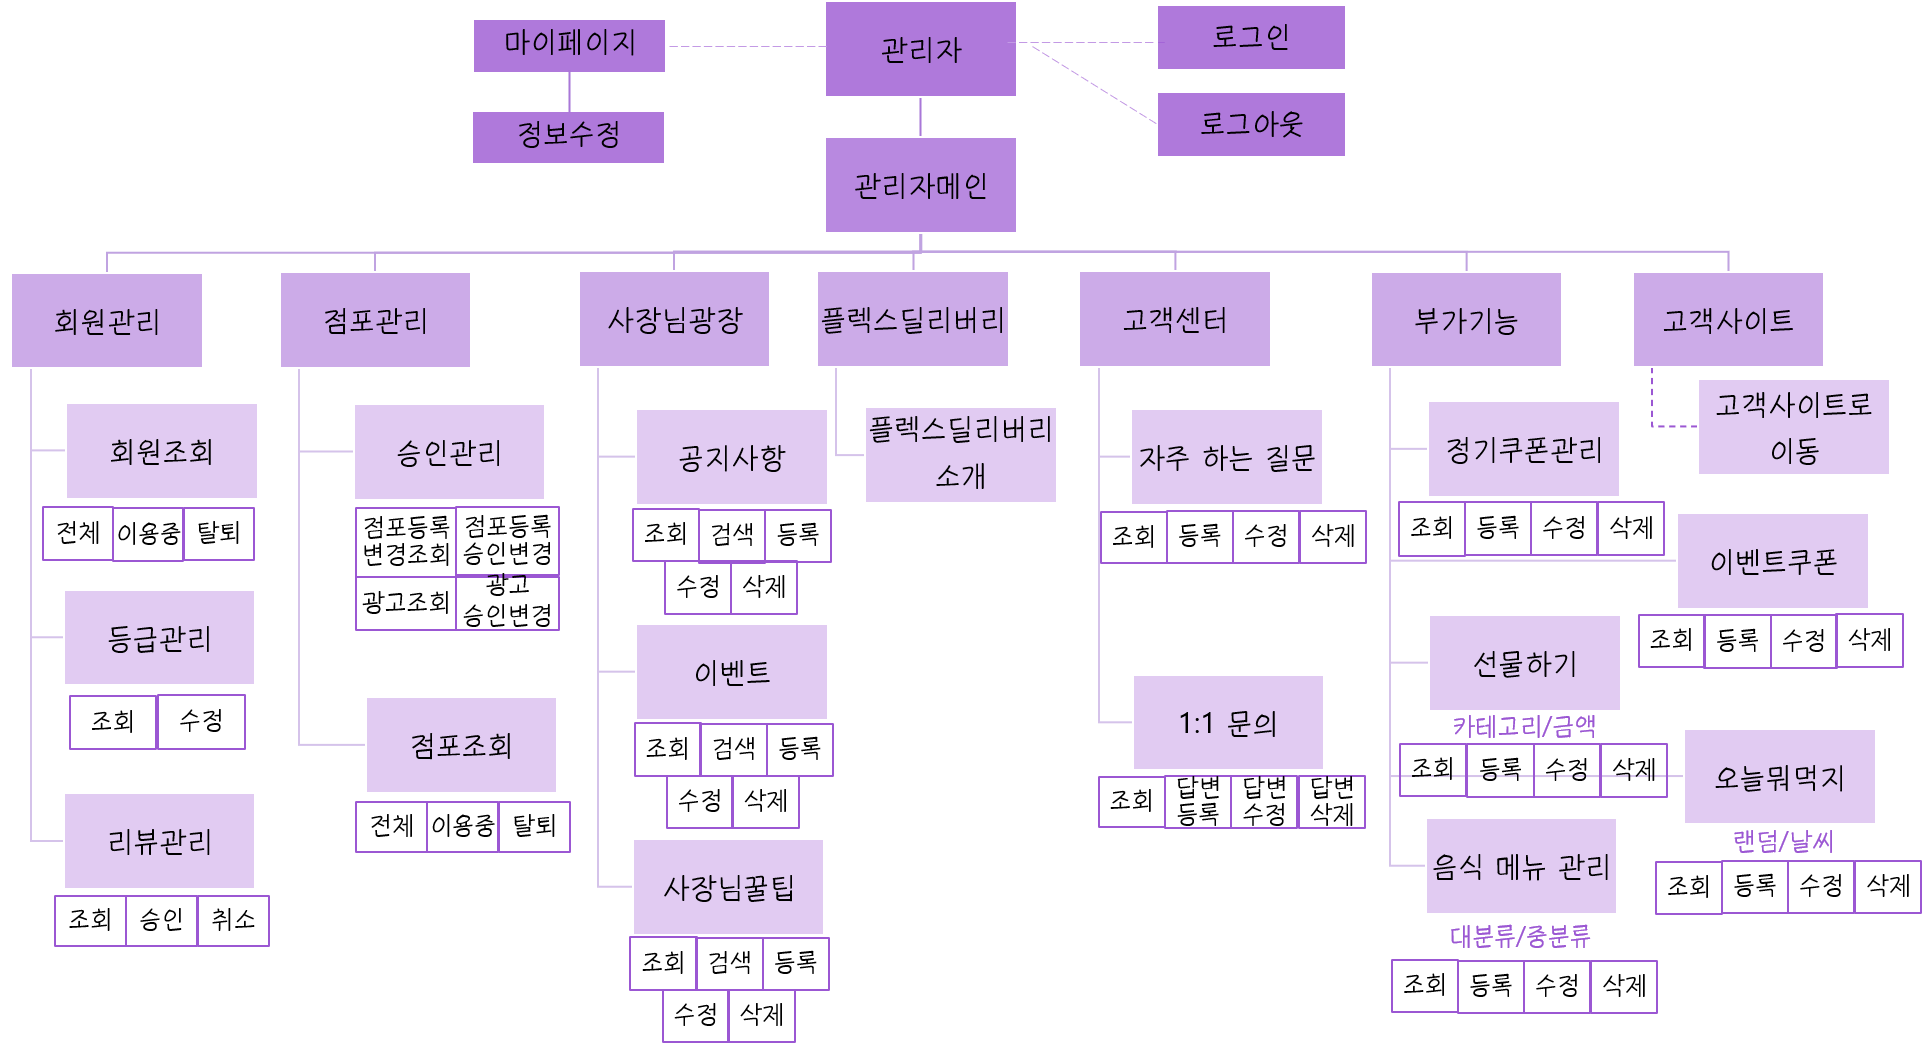 마이페이지
관리자
로그인
정보수정
로그아웃
관리자메인
회원관리
점포관리
사장님광장
플렉스딜리버리
고객센터
부가기능
고객사이트
회원조회
전체
이용중
탈퇴
등급관리
조회
수정
리뷰관리
조회
승인
취소
승인관리
점포등록
변경조회
점포등록
승인변경
광고조회
광고
승인변경
점포조회
전체
이용중
탈퇴
공지사항
조회
검색
등록
수정
삭제
이벤트
조회
검색
등록
수정
삭제
사장님꿀팁
조회
검색
등록
수정
삭제
플렉스딜리버리
소개
자주 하는 질문
조회
등록
수정
삭제
1:1 문의
조회
답변
등록
답변
수정
답변
삭제
정기쿠폰관리
조회
등록
수정
삭제
이벤트쿠폰
조회
등록
수정
삭제
선물하기
카테고리/금액
조회
등록
수정
삭제
오늘뭐먹지
랜덤/날씨
조회
등록
수정
삭제
음식 메뉴 관리
대분류/중분류
조회
등록
수정
삭제
고객사이트로
이동